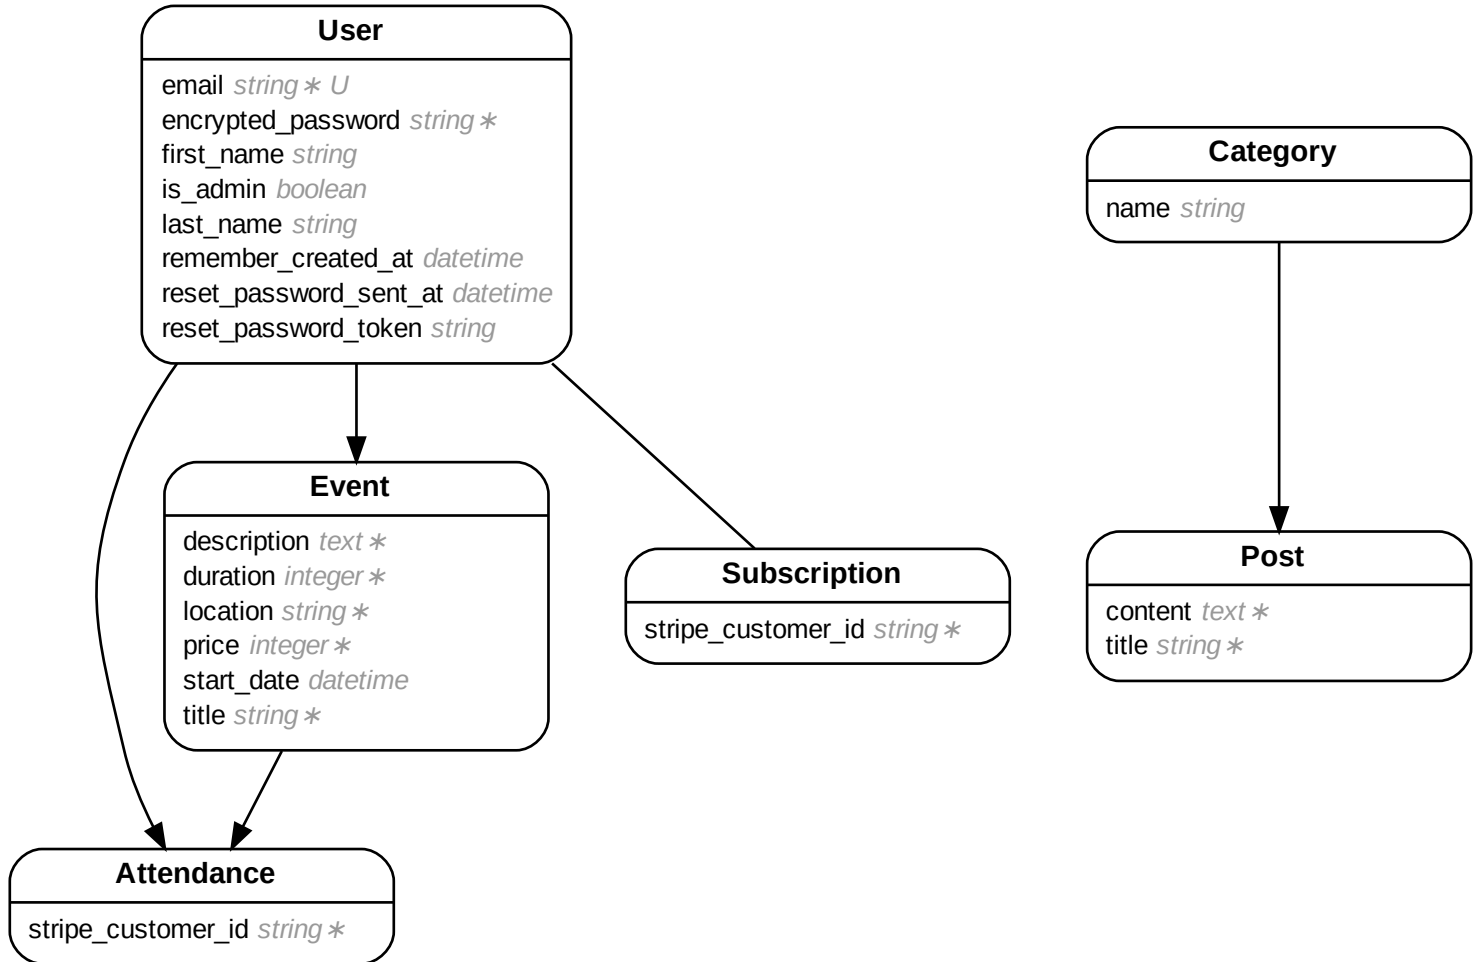 User
email string∗ U
encrypted_password string∗
first_name string
is_admin boolean
last_name string
remember_created_at datetime
reset_password_sent_at datetime
reset_password_token string
Category
name string
Event
description text∗
duration integer∗
location string∗
price integer∗
start_date datetime
title string∗
Subscription
stripe_customer_id string∗
Post
content text∗
title string∗
Attendance
stripe_customer_id string∗